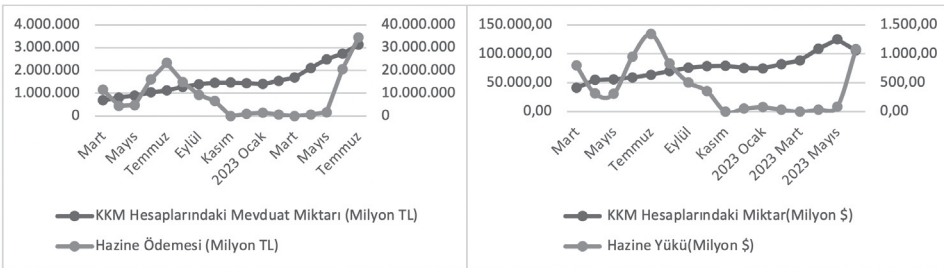 4.000.000
3.000.000
2.000.000
1.000.000
0
40.000.000
30.000.000
20.000.000
10.000.000
0
Mart
Mayıs
Temmuz
Eylül
Kasım
2023 Ocak
Mart
Mayıs
Temmuz
KKM Hesaplarındaki Mevduat Miktarı (Milyon TL)
Hazine Ödemesi (Milyon TL)
150.000,00
100.000,00
50.000,00
0,00
1.500,00
1.000,00
500,00
0,00
Mart
Mayıs
Temmuz
Eylül
Kasım
2023 Ocak
2023 Mart
2023 Mayıs
KKM Hesaplarındaki Miktar(Milyon $)
Hazine Yükü(Milyon $)